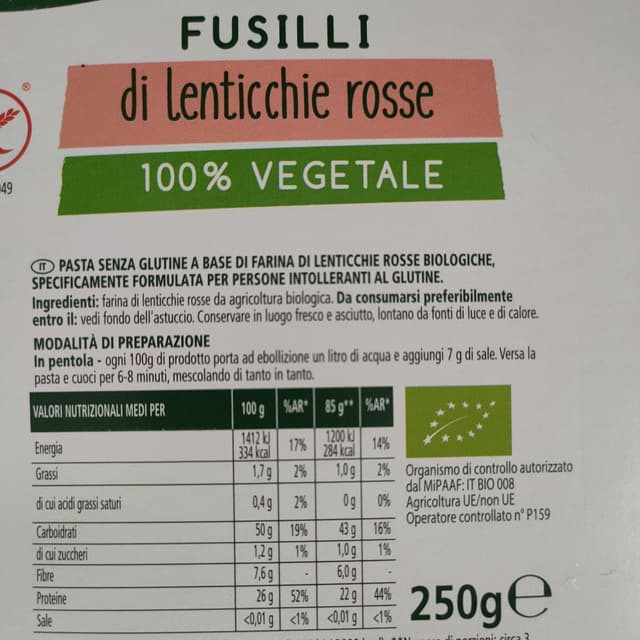 FUSILLI
di lenticchie rosse
100% VEGETALE
®
IT PASTA SENZA GLUTINE A BASE DI FARINA DI LENTICCHIE ROSSE BIOLOGICHE,
SPECIFICAMENTE FORMULATA PER PERSONE INTOLLERANTI AL GLUTINE.
Ingredienti: farina di lenticchie rosse da agricoltura biologica. Da consumarsi preferibilmente
entro il: vedi fondo dell'astuccio. Conservare in luogo fresco e asciutto, lontano da fonti di luce e di calore.
MODALITÀ DI PREPARAZIONE
In pentola - ogni 100g di prodotto porta ad ebollizione un litro di acqua e aggiungi 7 g di sale. Versa la
pasta e cuoci per 6-8 minuti, mescolando di tanto in tanto.
VALORI NUTRIZIONALI MEDI PER 100 g %AR* 85 g** %AR*
Energia 1412 kJ 334 kcal 17% 1200 kJ 284 kcal 14%
Grassi 1,7 g 2% 1,0 g 2%
di cui acidi grassi saturi 0,4 g 2% 0 g 0%
Carboidrati 50 g 19% 43 g 16%
di cui zuccheri 1,2 g 1% 1,0 g 1%
Fibre 7,6 g - 6,0 g -
Proteine 26 g 52% 22 g 44%
Sale <0,01 g <1% <0,01 g <1%
Organismo di controllo autorizzato
dal MiPAAF: IT BIO 008
Agricoltura UE/non UE
Operatore controllato n° P159
250g e